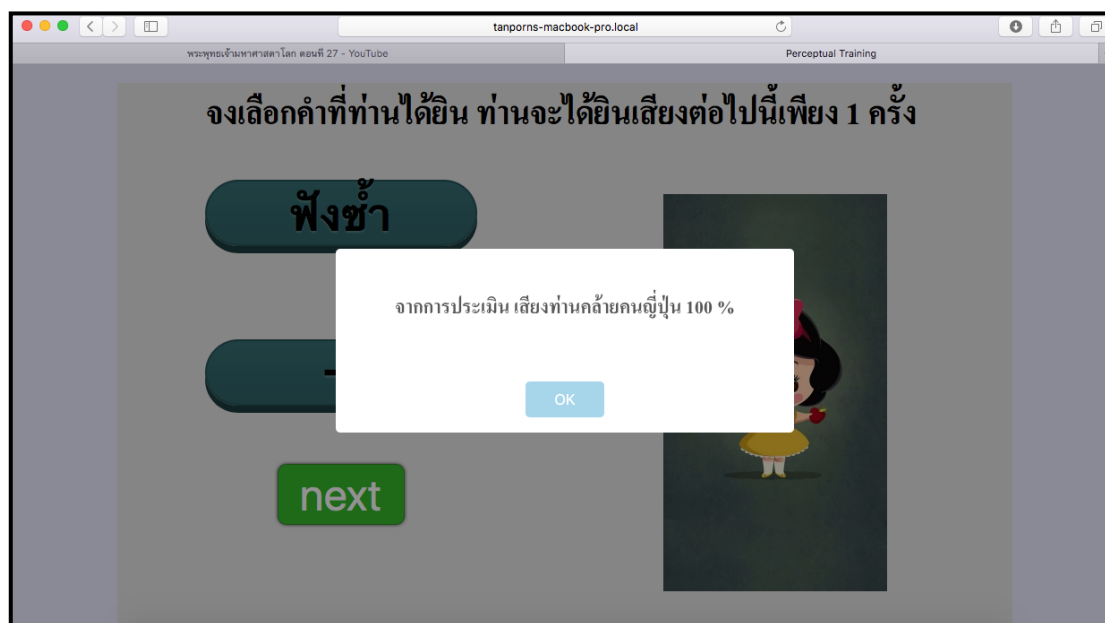 tanporns-macbook-pro.local
พระพุทธเจ้ามหาศาสดาโลก ตอนที่ 27 - YouTube
Perceptual Training
จงเลือกคำที่ท่านได้ยิน ท่านจะได้ยินเสียงต่อไปนี้เพียง 1 ครั้ง
ฟังซ้ำ
จากการประเมิน เสียงท่านคล้ายคนญี่ปุ่น 100 %
OK
next